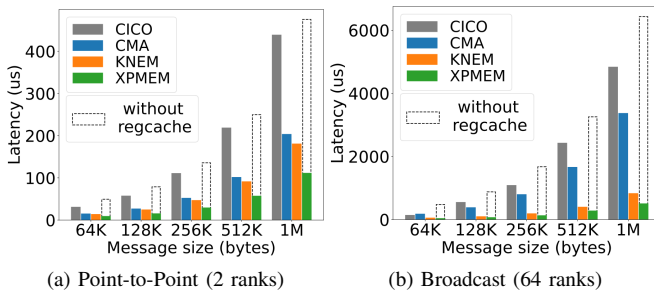 CICO
CMA
KNEM
XPMEM
without
regcache
Latency (us)
400
300
200
100
0
64K 128K 256K 512K 1M
Message size (bytes)
(a) Point-to-Point (2 ranks)
CICO
CMA
KNEM
XPMEM
without
regcache
Latency (us)
6000
4000
2000
0
64K 128K 256K 512K 1M
Message size (bytes)
(b) Broadcast (64 ranks)